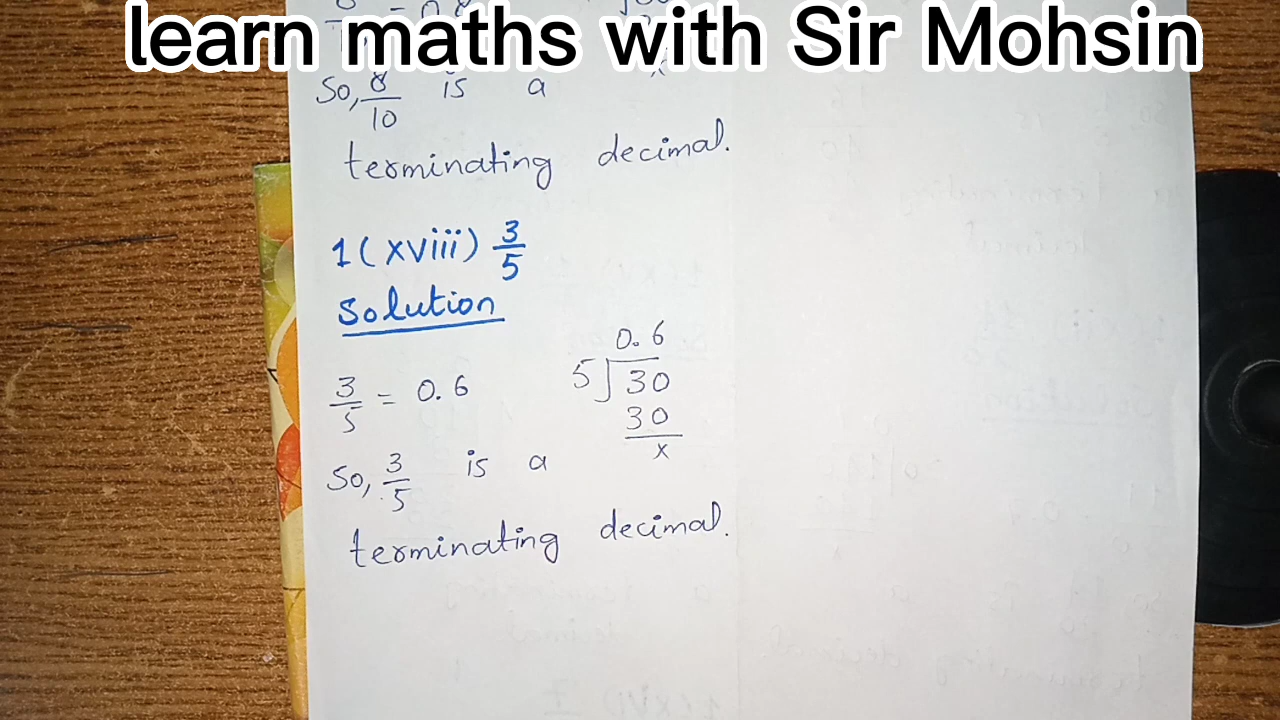 learn maths with Sir Mohsin
So, 8/10 is a
terminating decimal.
1(xviii) 3/5
Solution
0.6
5 30
3/5 = 0.6
30
x
So, 3/5 is a
terminating decimal.